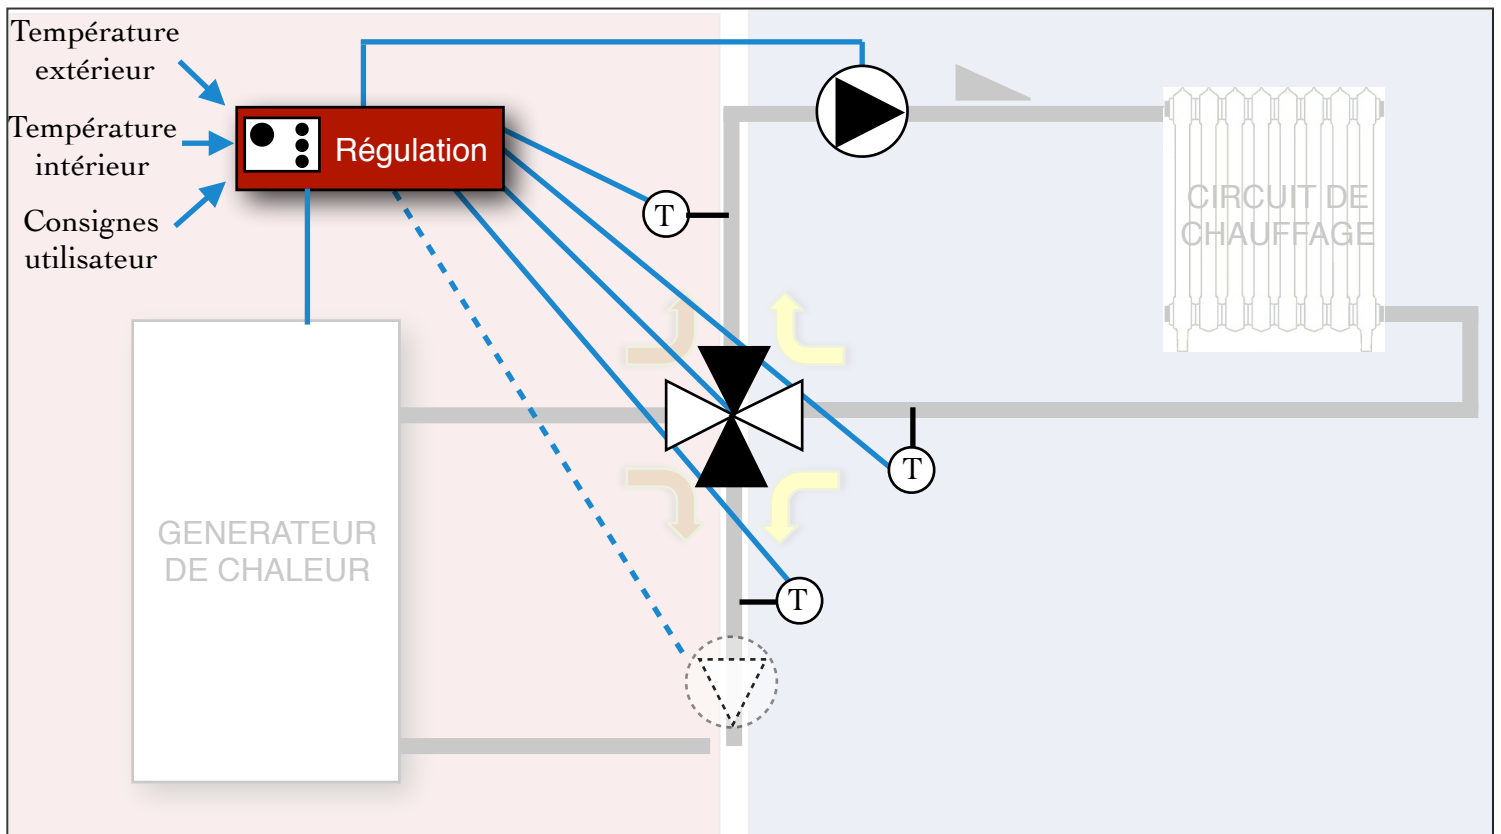 Température
extérieur
Température
intérieur
Consignes
utilisateur
Régulation
T
CIRCUIT DE
CHAUFFAGE
T
GENERATEUR
DE CHALEUR
T